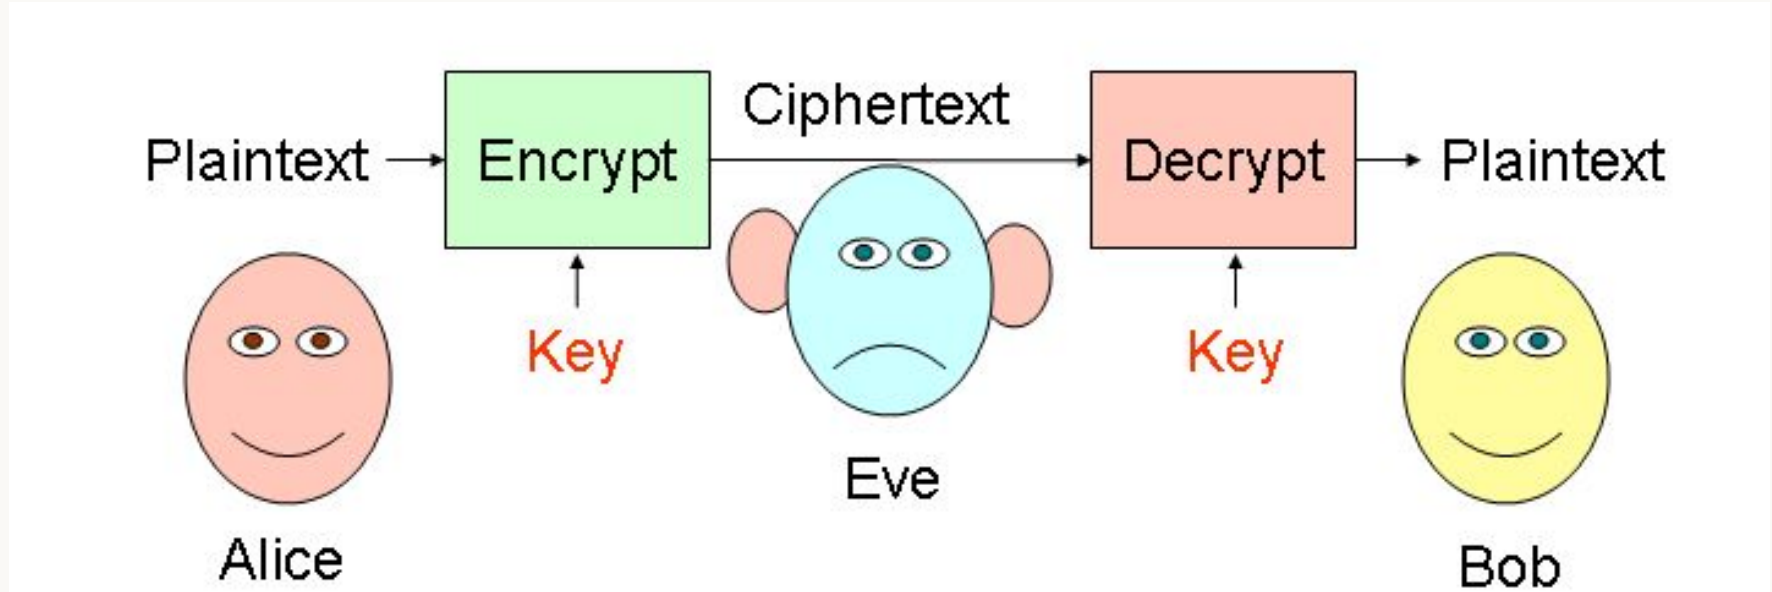 Ciphertext
Plaintext Encrypt Decrypt Plaintext
Key Key
Eve
Alice Bob